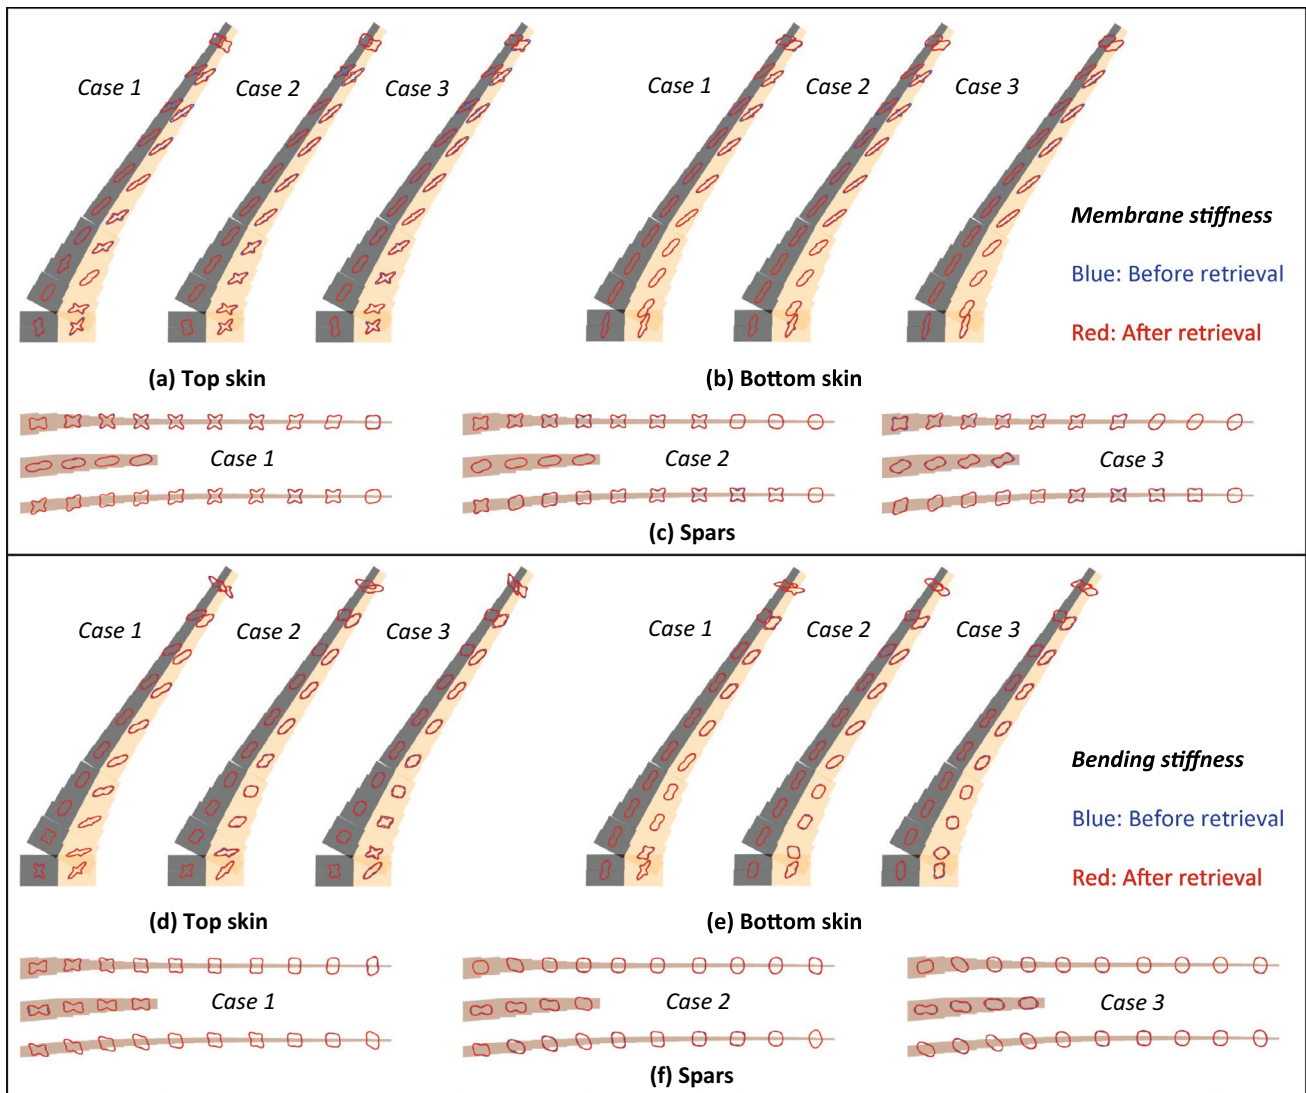 Case 1
Case 2
Case 3
Case 1
Case 2
Case 3
Membrane stiffness
Blue: Before retrieval
Red: After retrieval
(a) Top skin
(b) Bottom skin
Case 1
Case 2
Case 3
(c) Spars
Case 1
Case 2
Case 3
Case 1
Case 2
Case 3
Bending stiffness
Blue: Before retrieval
Red: After retrieval
(d) Top skin
(e) Bottom skin
Case 1
Case 2
Case 3
(f) Spars